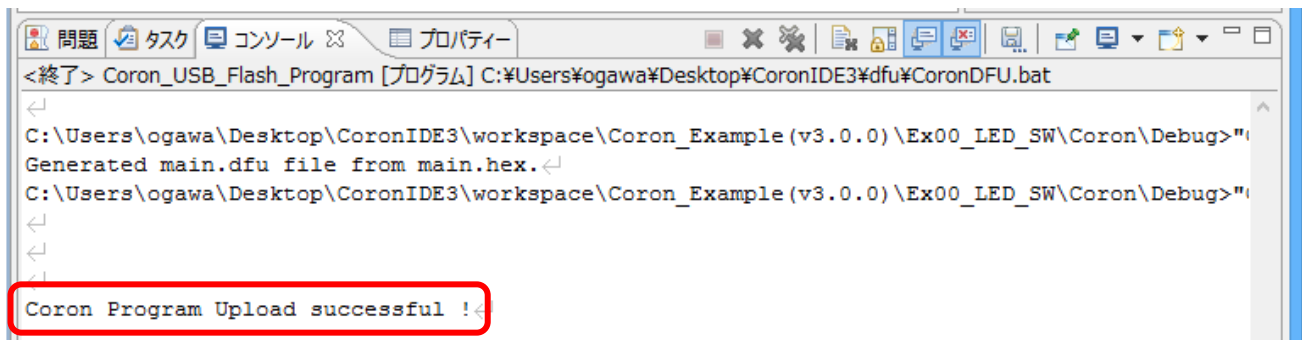 問題 タスク コンソール プロパティー
<終了> Coron_USB_Flash_Program [プログラム] C:¥Users¥ogawa¥Desktop¥CoronIDE3¥dfu¥CoronDFU.bat
C:\Users\ogawa\Desktop\CoronIDE3\workspace\Coron_Example(v3.0.0)\Ex00_LED_SW\Coron\Debug>"
Generated main.dfu file from main.hex.
C:\Users\ogawa\Desktop\CoronIDE3\workspace\Coron_Example(v3.0.0)\Ex00_LED_SW\Coron\Debug>"
Coron Program Upload successful !